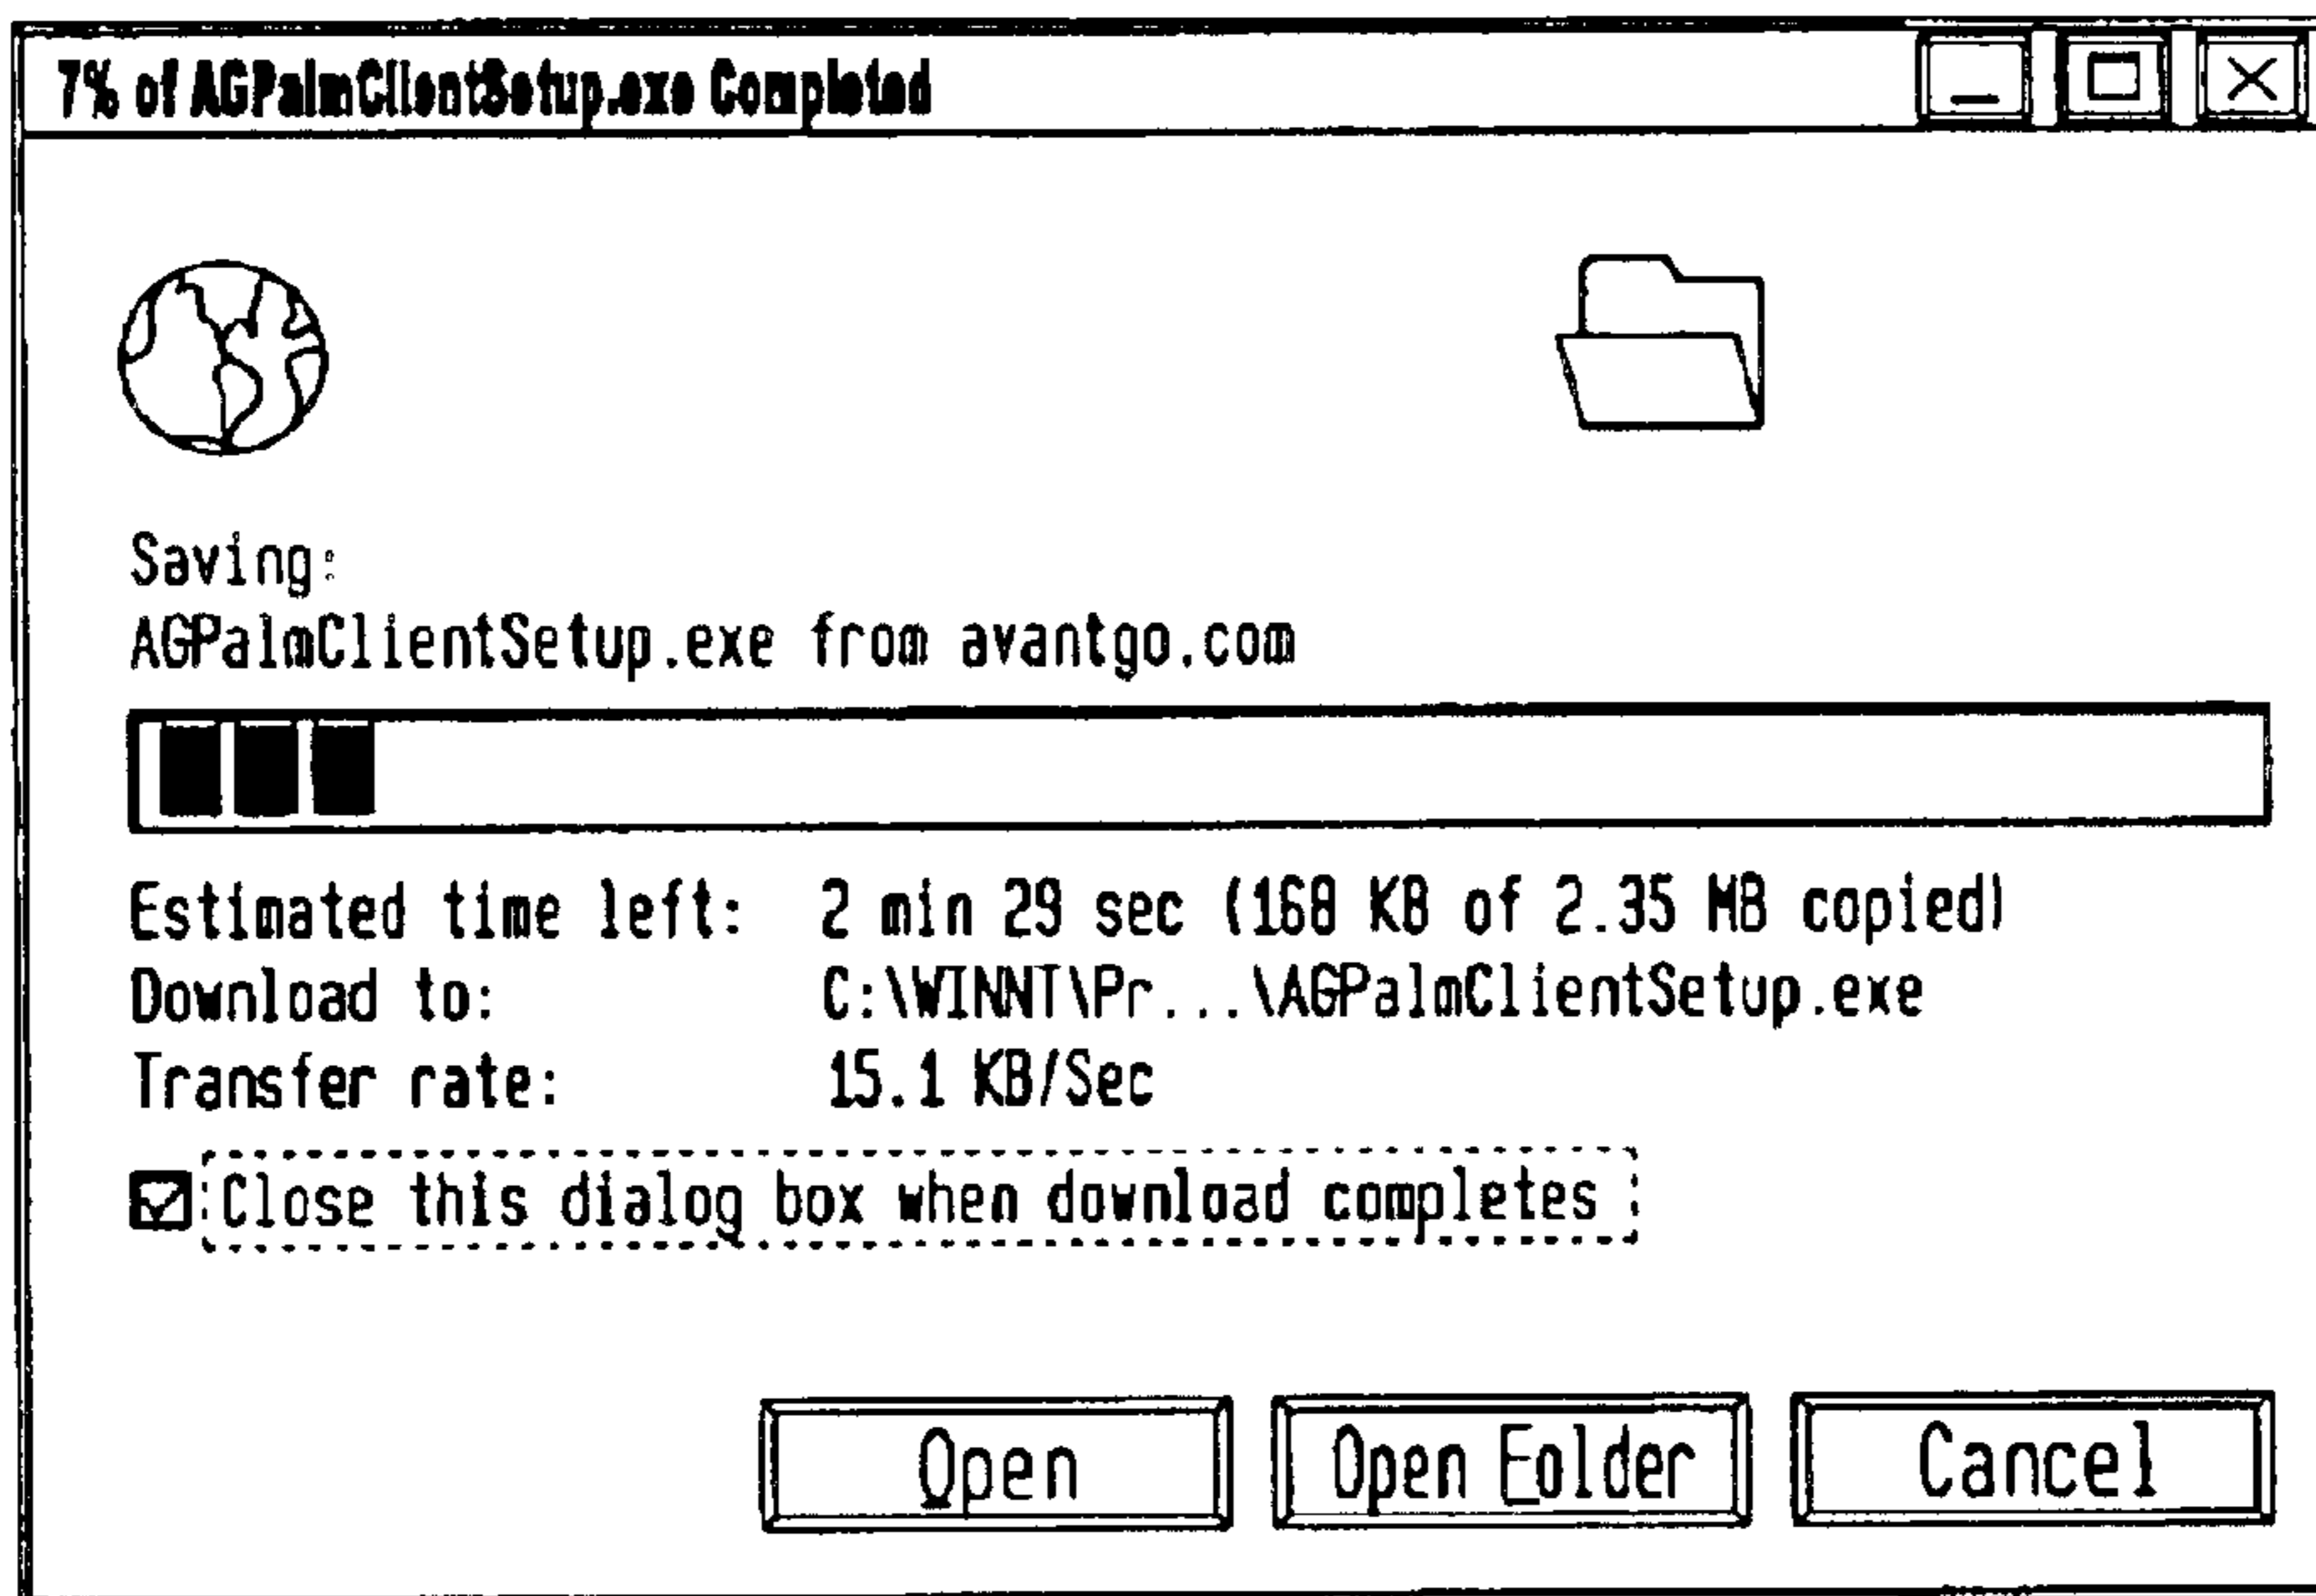 7% of AGPalmClientSetup.exe Completed
Saving:
AGPalmClientSetup.exe from avantgo.com
Estimated time left: 2 min 29 sec (168 KB of 2.35 MB copied)
Download to: C:\WINNT\Pr...\AGPalmClientSetup.exe
Transfer rate: 15.1 KB/Sec
Close this dialog box when download completes
Open Open Folder Cancel